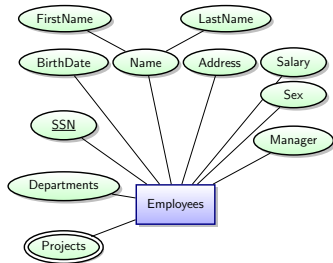 FirstName
LastName
BirthDate
Name
Address
Salary
Sex
SSN
Manager
Departments
Employees
Projects